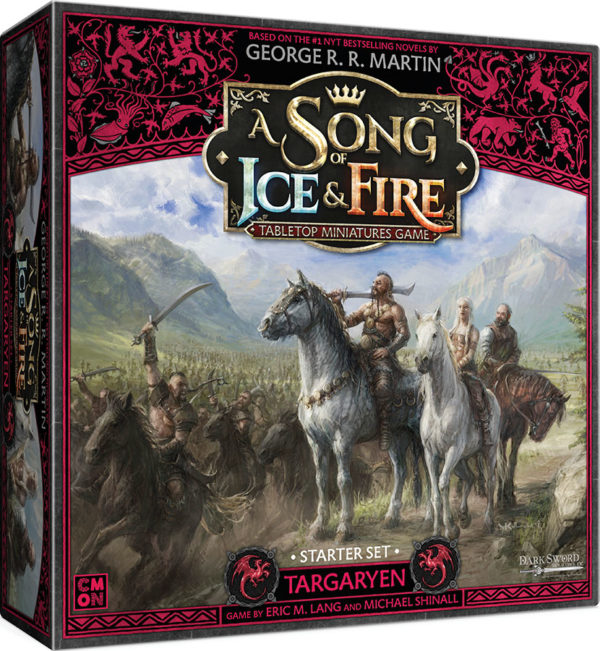 BASED ON THE #1 NYT BESTSELLING NOVELS BY
GEORGE R. R. MARTIN
A SONG
OF
ICE & FIRE
TABLETOP MINIATURES GAME
• STARTER SET •
TARGARYEN
GAME BY ERIC M. LANG AND MICHAEL SHINALL
CMON
DARK SWORD
GEORGE R. R. MARTIN
A SONG
OF
ICE & FIRE
TARGARYEN